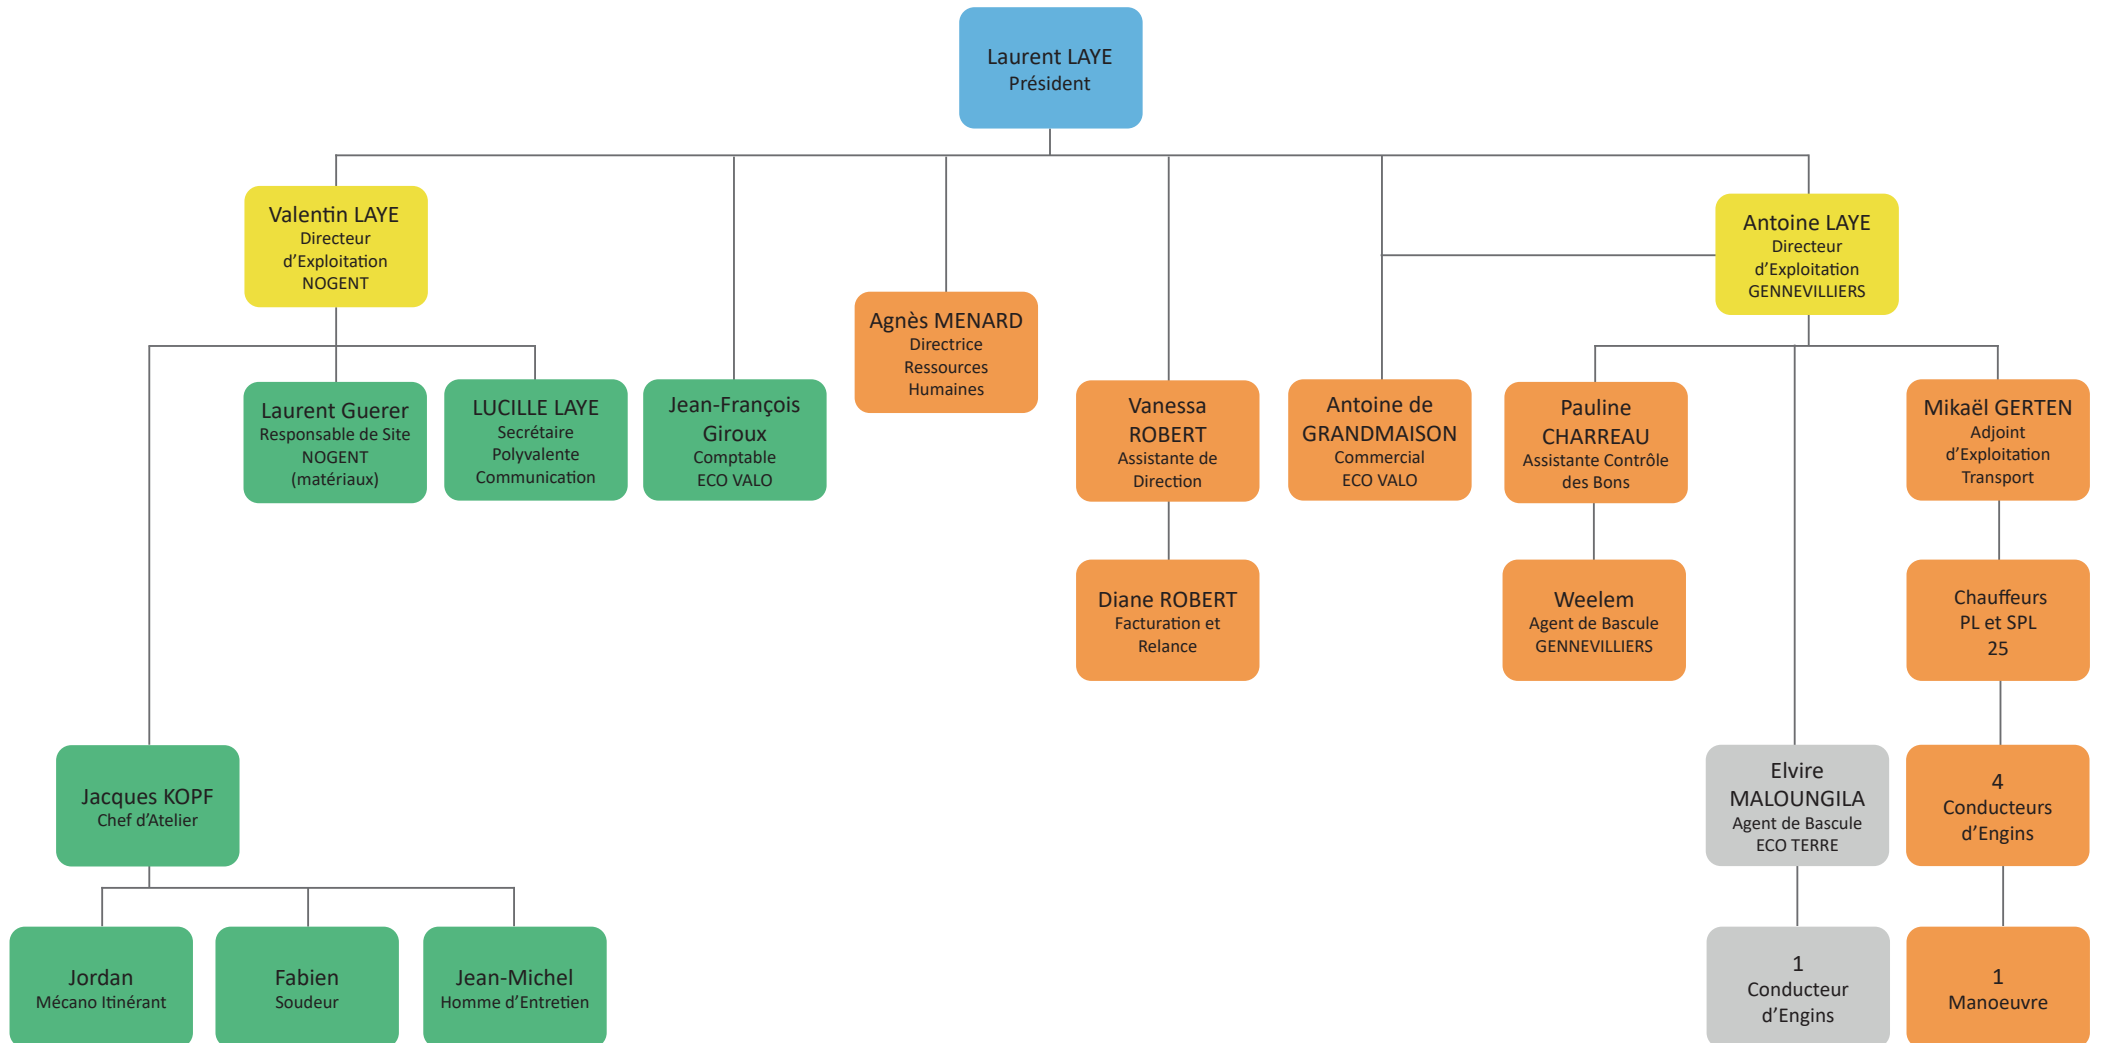 Laurent LAYE
Président
Valentin LAYE
Directeur
d’Exploitation
NOGENT
Antoine LAYE
Directeur
d’Exploitation
GENNEVILLIERS
Agnès MENARD
Directrice
Ressources
Humaines
Laurent Guerer
Responsable de Site
NOGENT
(matériaux)
LUCILLE LAYE
Secrétaire
Polyvalente
Communication
Jean-François
Giroux
Comptable
ECO VALO
Vanessa
ROBERT
Assistante de
Direction
Antoine de
GRANDMAISON
Commercial
ECO VALO
Pauline
CHARREAU
Assistante Contrôle
des Bons
Mikaël GERTEN
Adjoint
d’Exploitation
Transport
Diane ROBERT
Facturation et
Relance
Weelem
Agent de Bascule
GENNEVILLIERS
Chauffeurs
PL et SPL
25
Jacques KOPF
Chef d’Atelier
Elvire
MALOUNGILA
Agent de Bascule
ECO TERRE
4
Conducteurs
d’Engins
Jordan
Mécano Itinérant
Fabien
Soudeur
Jean-Michel
Homme d’Entretien
1
Conducteur
d’Engins
1
Manoeuvre